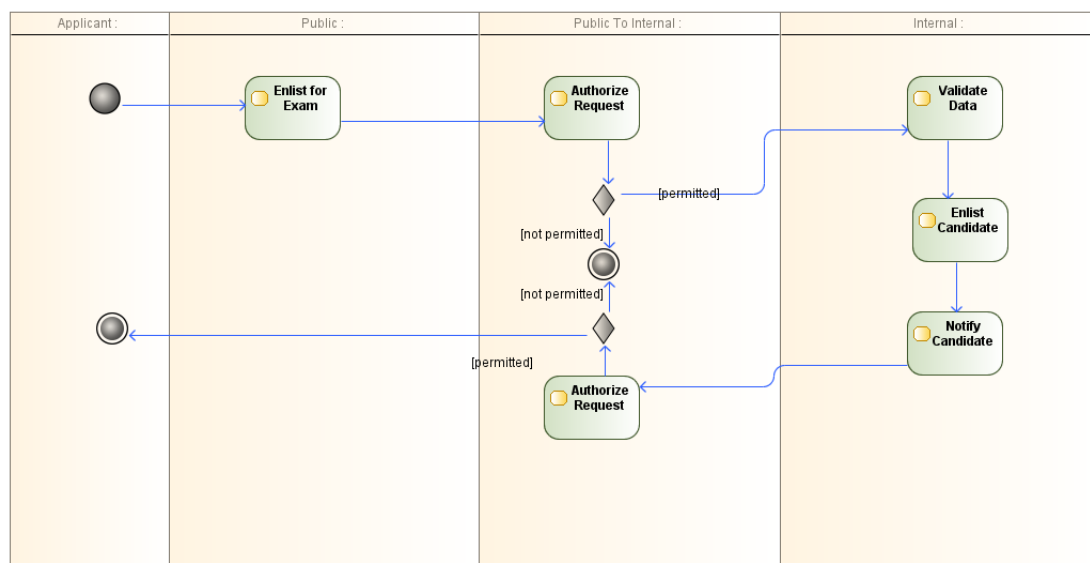 Applicant :
Public :
Public To Internal :
Internal :
Enlist for
Exam
Authorize
Request
Validate
Data
[permitted]
Enlist
Candidate
[not permitted]
[not permitted]
Notify
Candidate
[permitted]
Authorize
Request